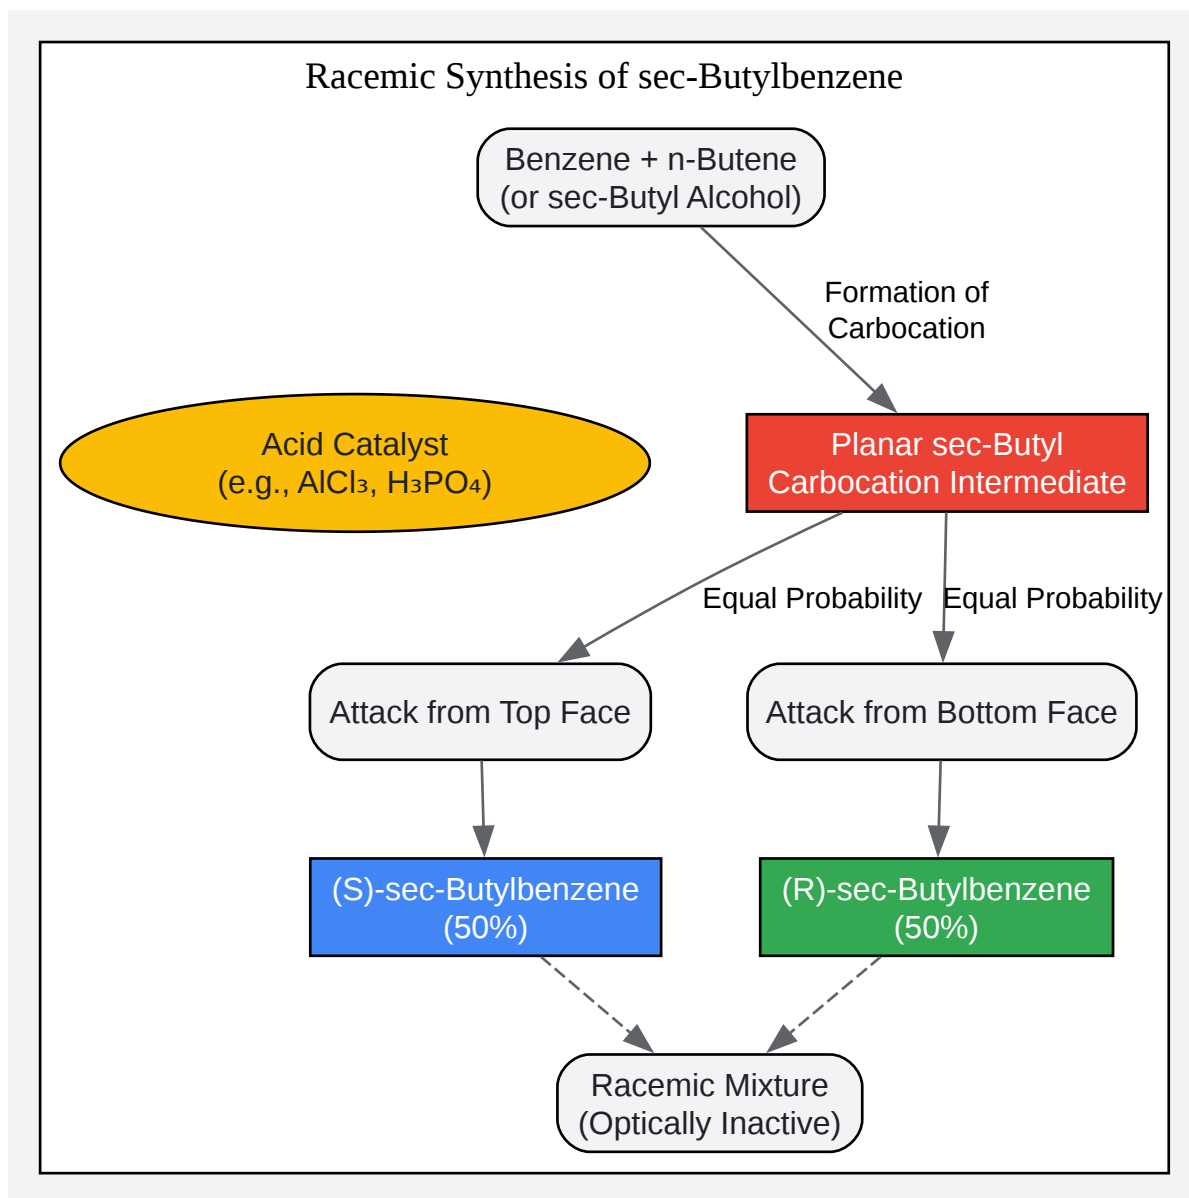 Racemic Synthesis of sec-Butylbenzene
Benzene + n-Butene
(or sec-Butyl Alcohol)
Formation of
Carbocation
Acid Catalyst
(e.g., AlCl₃, H₃PO₄)
Planar sec-Butyl
Carbocation Intermediate
Equal Probability
Equal Probability
Attack from Top Face
Attack from Bottom Face
(S)-sec-Butylbenzene
(50%)
(R)-sec-Butylbenzene
(50%)
Racemic Mixture
(Optically Inactive)